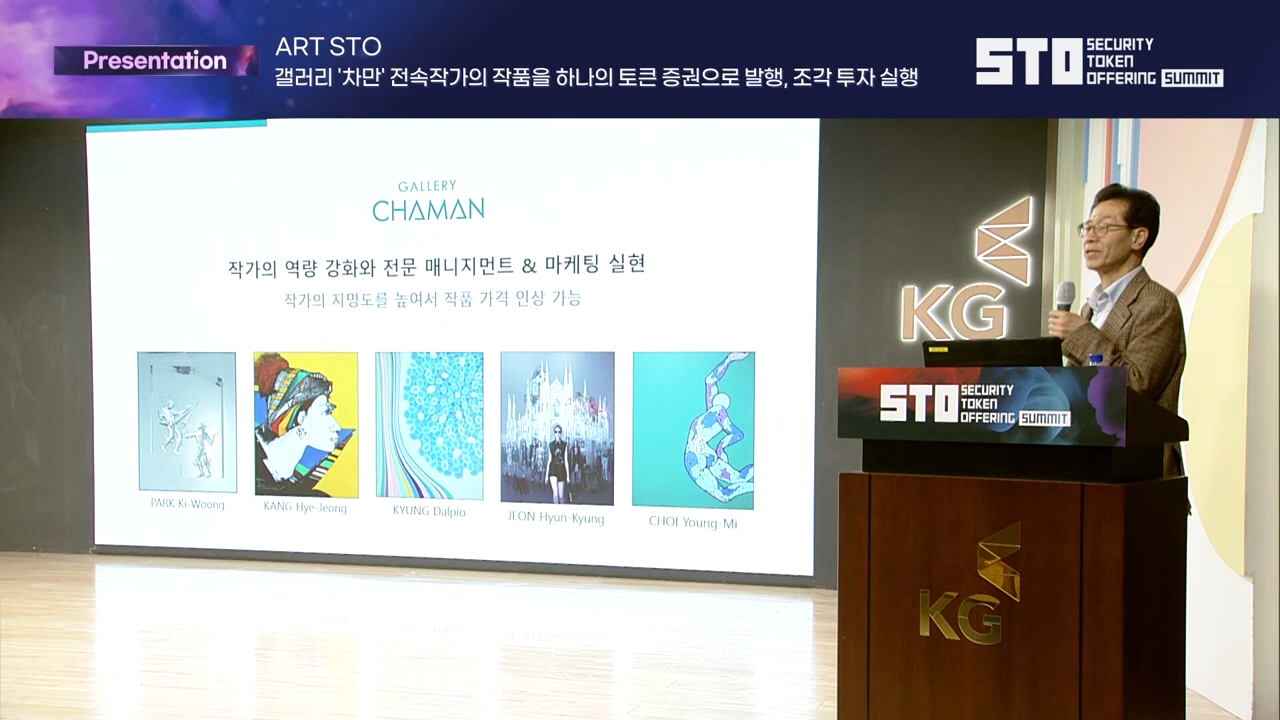 Presentation
ART STO
갤러리 '차만' 전속작가의 작품을 하나의 토큰 증권으로 발행, 조각 투자 실행
STO SECURITY
TOKEN
OFFERING SUMMIT
GALLERY
CHAMAN
작가의 역량 강화와 전문 매니지먼트 & 마케팅 실현
작가의 지명도를 높여서 작품 가격 인상 가능
PARK Ki-Woong
KANG Hye-Jeong
KYUNG Dalpio
JEON Hyun-Kyung
CHOI Young-Mi
KG
STO SECURITY
TOKEN
OFFERING SUMMIT
KG